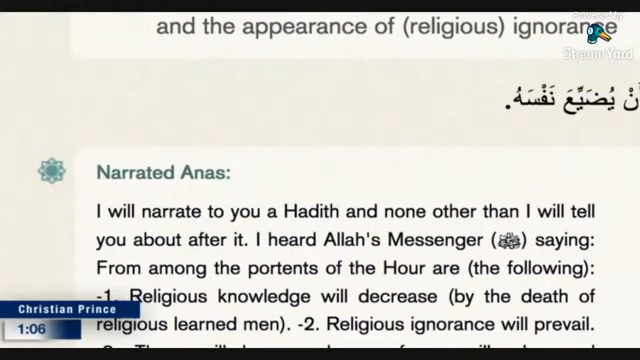 and the appearance of (religious) ignorance
Powered by
StreamYard
أَنْ يُضَيِّعَ نَفْسَهُ.
Narrated Anas:
I will narrate to you a Hadith and none other than I will tell
you about after it. I heard Allah's Messenger (ﷺ) saying:
From among the portents of the Hour are (the following):
-1. Religious knowledge will decrease (by the death of
religious learned men). -2. Religious ignorance will prevail.
Christian Prince
1:06